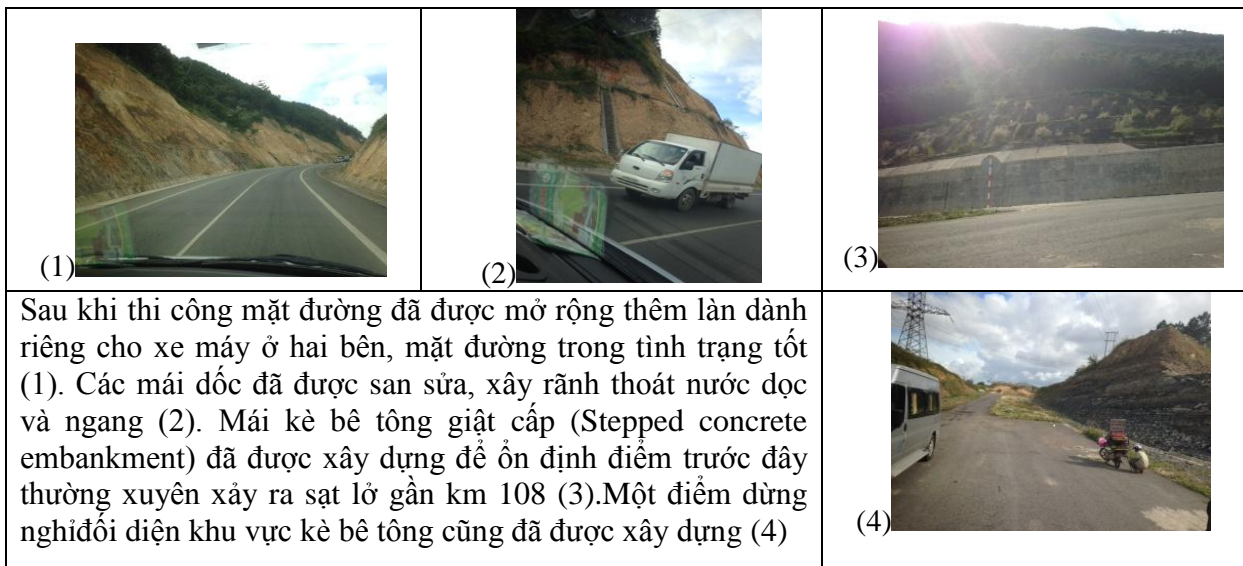 (1)
(2)
(3)
Sau khi thi công mặt đường đã được mở rộng thêm làn dành
riêng cho xe máy ở hai bên, mặt đường trong tình trạng tốt
(1). Các mái dốc đã được san sửa, xây rãnh thoát nước dọc
và ngang (2). Mái kè bê tông giật cấp (Stepped concrete
embankment) đã được xây dựng để ổn định điểm trước đây
thường xuyên xảy ra sạt lở gần km 108 (3).Một điểm dừng
nghỉđối diện khu vực kè bê tông cũng đã được xây dựng (4)
(4)